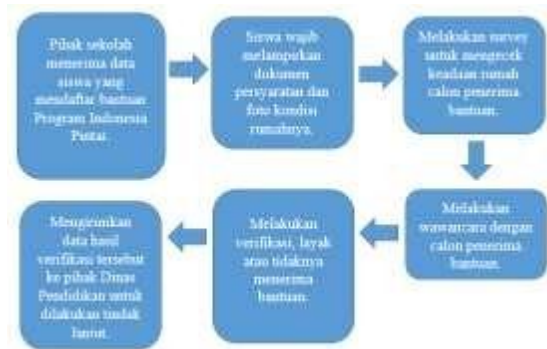 Pihak sekolah
menerima data
siswa yang
mendaftar bantuan
Program Indonesia
Pintar.
Siswa wajib
melampirkan
dokumen
persyaratan dan
foto kondisi
rumahnya.
Melakukan survey
untuk mengecek
keadaan rumah
calon penerima
bantuan.
Melakukan
wawancara dengan
calon penerima
bantuan.
Melakukan
verifikasi, layak
atau tidaknya
menerima
bantuan.
Mengirimkan
data hasil
verifikasi tersebut
ke pihak Dinas
Pendidikan untuk
dilakukan tindak
lanjut.